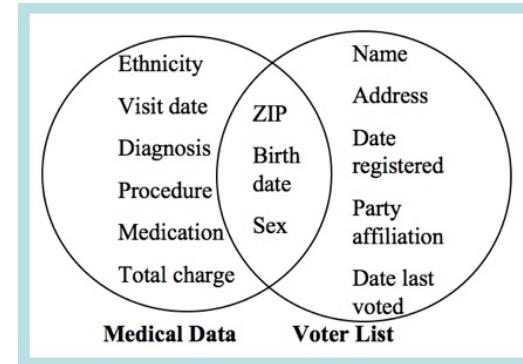 Ethnicity
Visit date
Diagnosis
Procedure
Medication
Total charge
ZIP
Birth
date
Sex
Name
Address
Date
registered
Party
affiliation
Date last
voted
Medical Data
Voter List